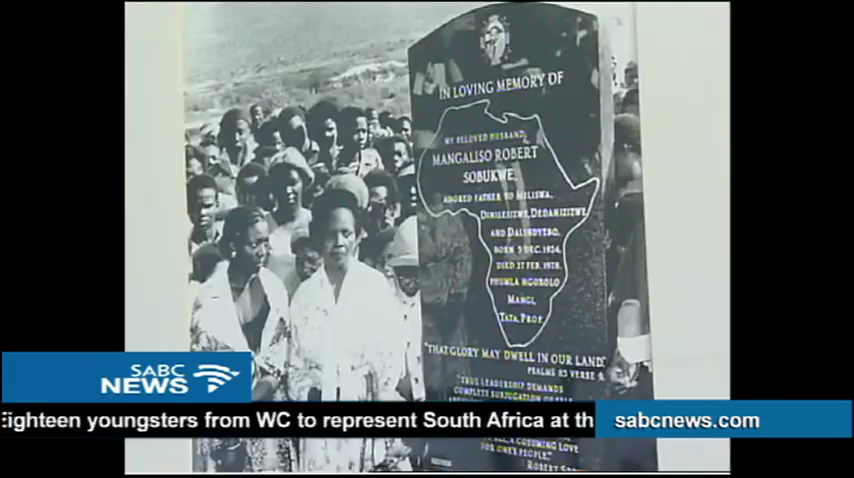 IN LOVING MEMORY OF
MY BELOVED HUSBAND,
MANGALISO ROBERT
SOBUKWE,
ADORED FATHER TO MILISWA,
DINILESIZWE, DEDANIZIZWE
AND DALINDYEBO.
BORN 5 DEC. 1924,
DIED 27 FEB. 1978.
PHUMLA NGOBOLO
MANGI,
TATA, PROF.
"THAT GLORY MAY DWELL IN OUR LAND."
PSALMS 85 VERSE 9.
"TRUE LEADERSHIP DEMANDS
COMPLETE SUBJUGATION OF SELF
SABC
NEWS
Eighteen youngsters from WC to represent South Africa at th
sabcnews.com
A COSUMING LOVE
FOR ONE'S PEOPLE,"
ROBERT